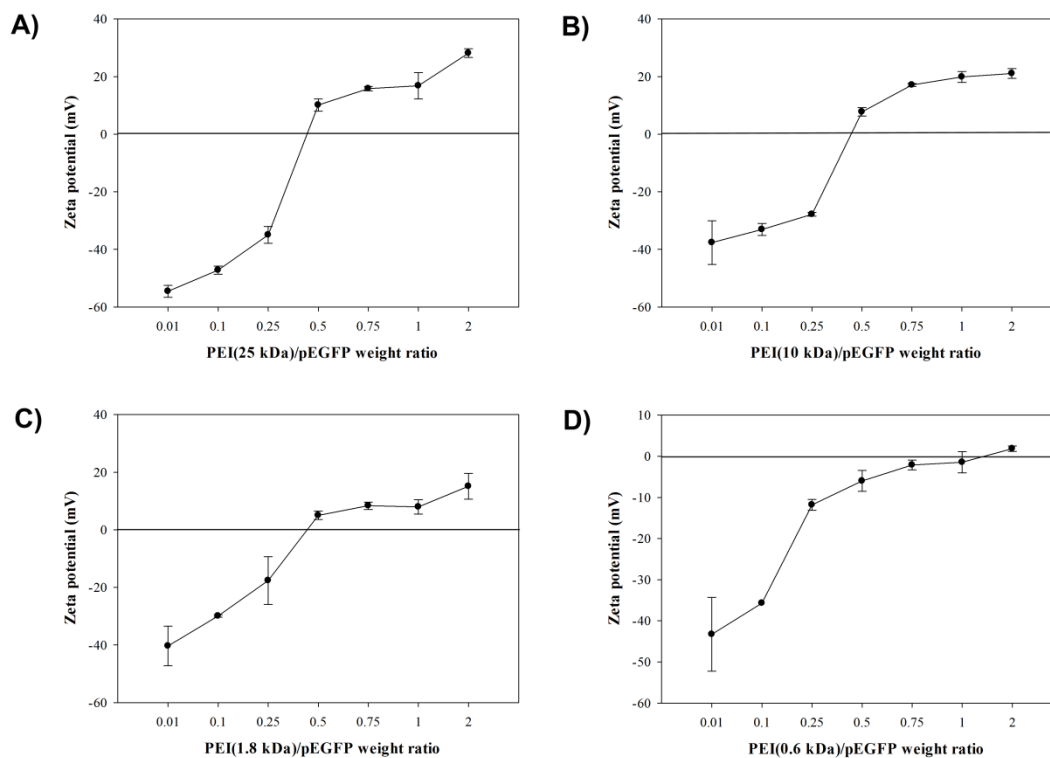 A)
Zeta potential (mV)
40
20
0
-20
-40
-60
0.01 0.1 0.25 0.5 0.75 1 2
PEI(25 kDa)/pEGFP weight ratio
B)
Zeta potential (mV)
40
20
0
-20
-40
-60
0.01 0.1 0.25 0.5 0.75 1 2
PEI(10 kDa)/pEGFP weight ratio
C)
Zeta potential (mV)
40
20
0
-20
-40
-60
0.01 0.1 0.25 0.5 0.75 1 2
PEI(1.8 kDa)/pEGFP weight ratio
D)
Zeta potential (mV)
10
0
-10
-20
-30
-40
-50
-60
0.01 0.1 0.25 0.5 0.75 1 2
PEI(0.6 kDa)/pEGFP weight ratio